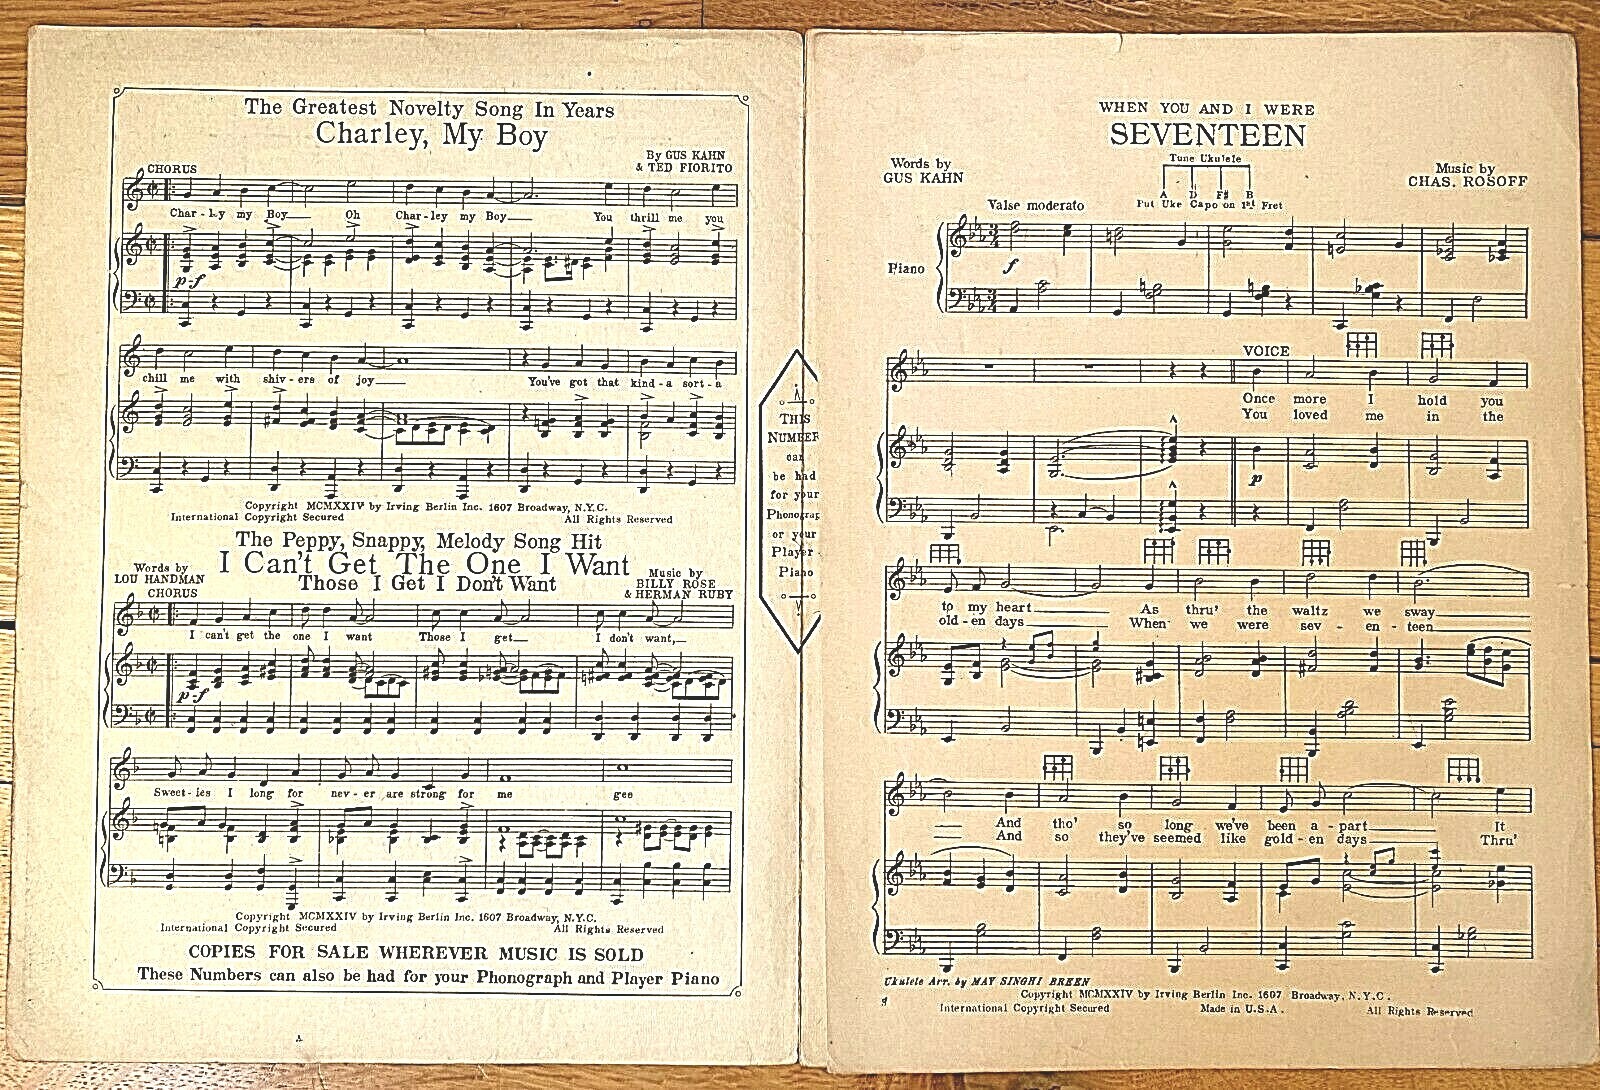 The Greatest Novelty Song In Years
Charley, My Boy
By GUS KAHN
& TED FIORITO
CHORUS
Char - ley my Boy Oh Char - ley my Boy You thrill me you
p-f
chill me with shiv - ers of joy You've got that kind - a sort - a
Copyright MCMXXIV by Irving Berlin Inc. 1607 Broadway, N.Y.C.
International Copyright Secured All Rights Reserved
The Peppy, Snappy, Melody Song Hit
I Can't Get The One I Want
Those I Get I Don't Want
Words by
LOU HANDMAN
Music by
BILLY ROSE
& HERMAN RUBY
CHORUS
I can't get the one I want Those I get I don't want,
p-f
Sweet - ies I long for nev - er are strong for me gee
Copyright MCMXXIV by Irving Berlin Inc. 1607 Broadway, N.Y.C.
International Copyright Secured All Rights Reserved
COPIES FOR SALE WHEREVER MUSIC IS SOLD
These Numbers can also be had for your Phonograph and Player Piano
THIS
NUMBER
can
be had
for your
Phonograp
or your
Player
Piano
WHEN YOU AND I WERE
SEVENTEEN
Words by
GUS KAHN
Tune Ukulele
A D F# B
Put Uke Capo on 1st Fret
Music by
CHAS. ROSOFF
Valse moderato
Piano
f
VOICE
Once more I hold you
You loved me in the
p
to my heart As thru' the waltz we sway
old - en days When we were sev - en - teen
And tho' so long we've been a - part It
And so they've seemed like gold - en days Thru'
Ukulele Arr. by MAY SINGHI BREEN
Copyright MCMXXIV by Irving Berlin Inc. 1607 Broadway, N.Y.C.
International Copyright Secured Made in U.S.A. All Rights Reserved